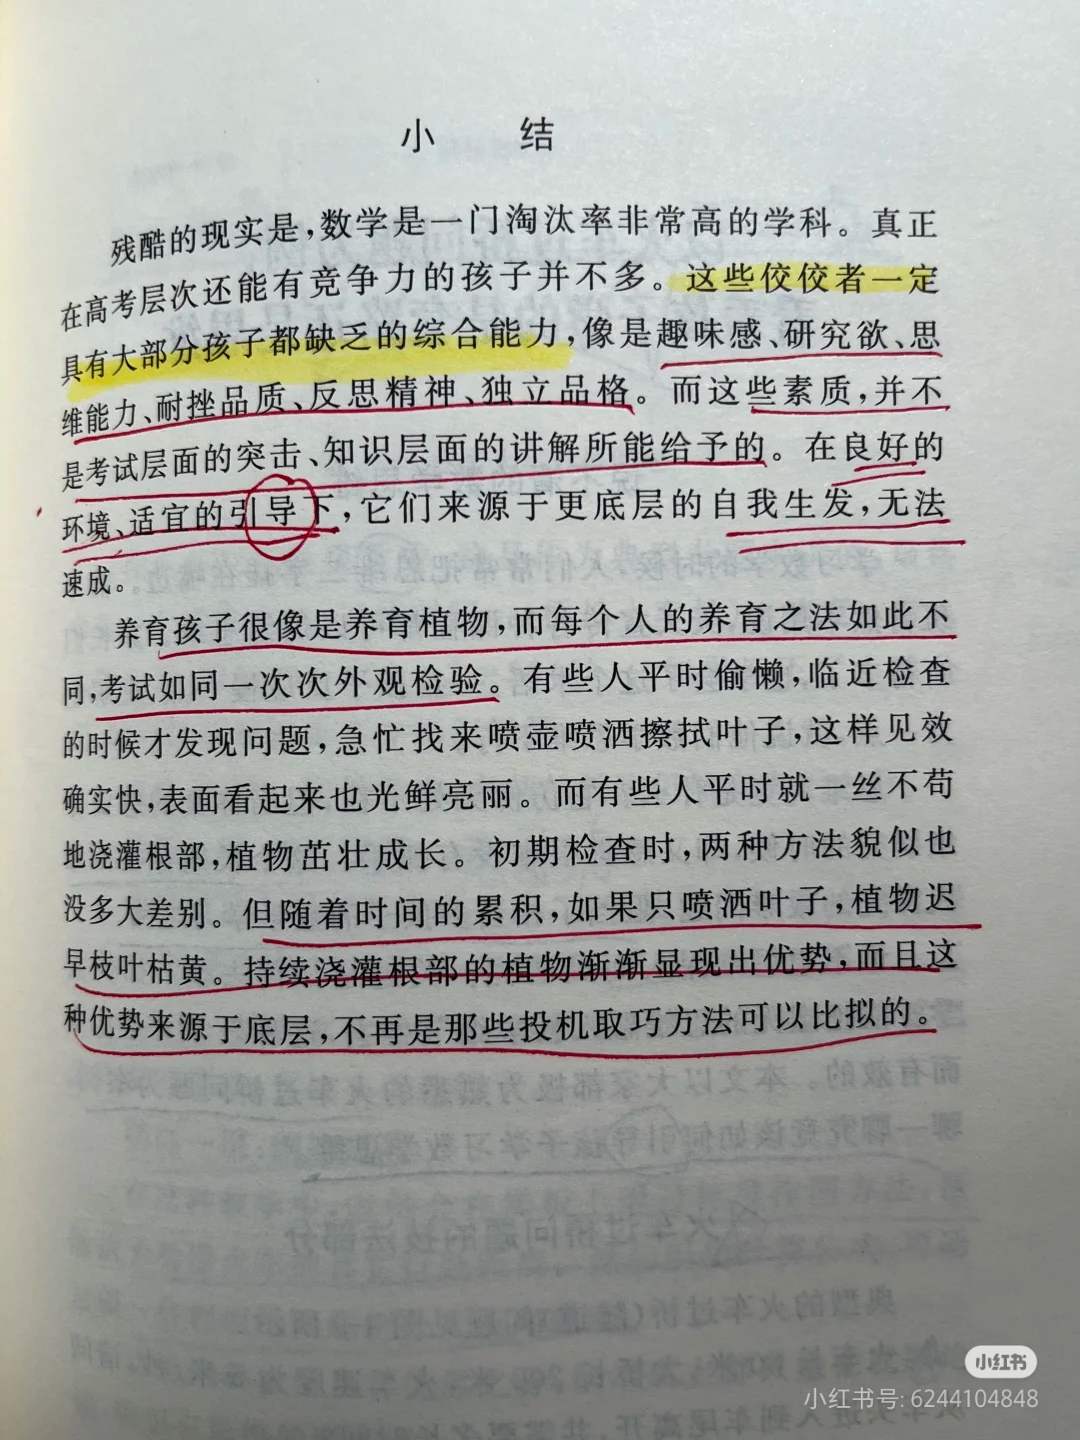 小 结
残酷的现实是，数学是一门淘汰率非常高的学科。真正
在高考层次还能有竞争力的孩子并不多。这些佼佼者一定
具有大部分孩子都缺乏的综合能力，像是趣味感、研究欲、思
维能力、耐挫品质、反思精神、独立品格。而这些素质，并不
是考试层面的突击、知识层面的讲解所能给予的。在良好的
环境、适宜的引导下，它们来源于更底层的自我生发，无法
速成。
养育孩子很像是养育植物，而每个人的养育之法如此不
同，考试如同一次次外观检验。有些人平时偷懒，临近检查
的时候才发现问题，急忙找来喷壶喷洒擦拭叶子，这样见效
确实快，表面看起来也光鲜亮丽。而有些人平时就一丝不苟
地浇灌根部，植物茁壮成长。初期检查时，两种方法貌似也
没多大差别。但随着时间的累积，如果只喷洒叶子，植物迟
早枝叶枯黄。持续浇灌根部的植物渐渐显现出优势，而且这
种优势来源于底层，不再是那些投机取巧方法可以比拟的。
小红书
小红书号: 6244104848